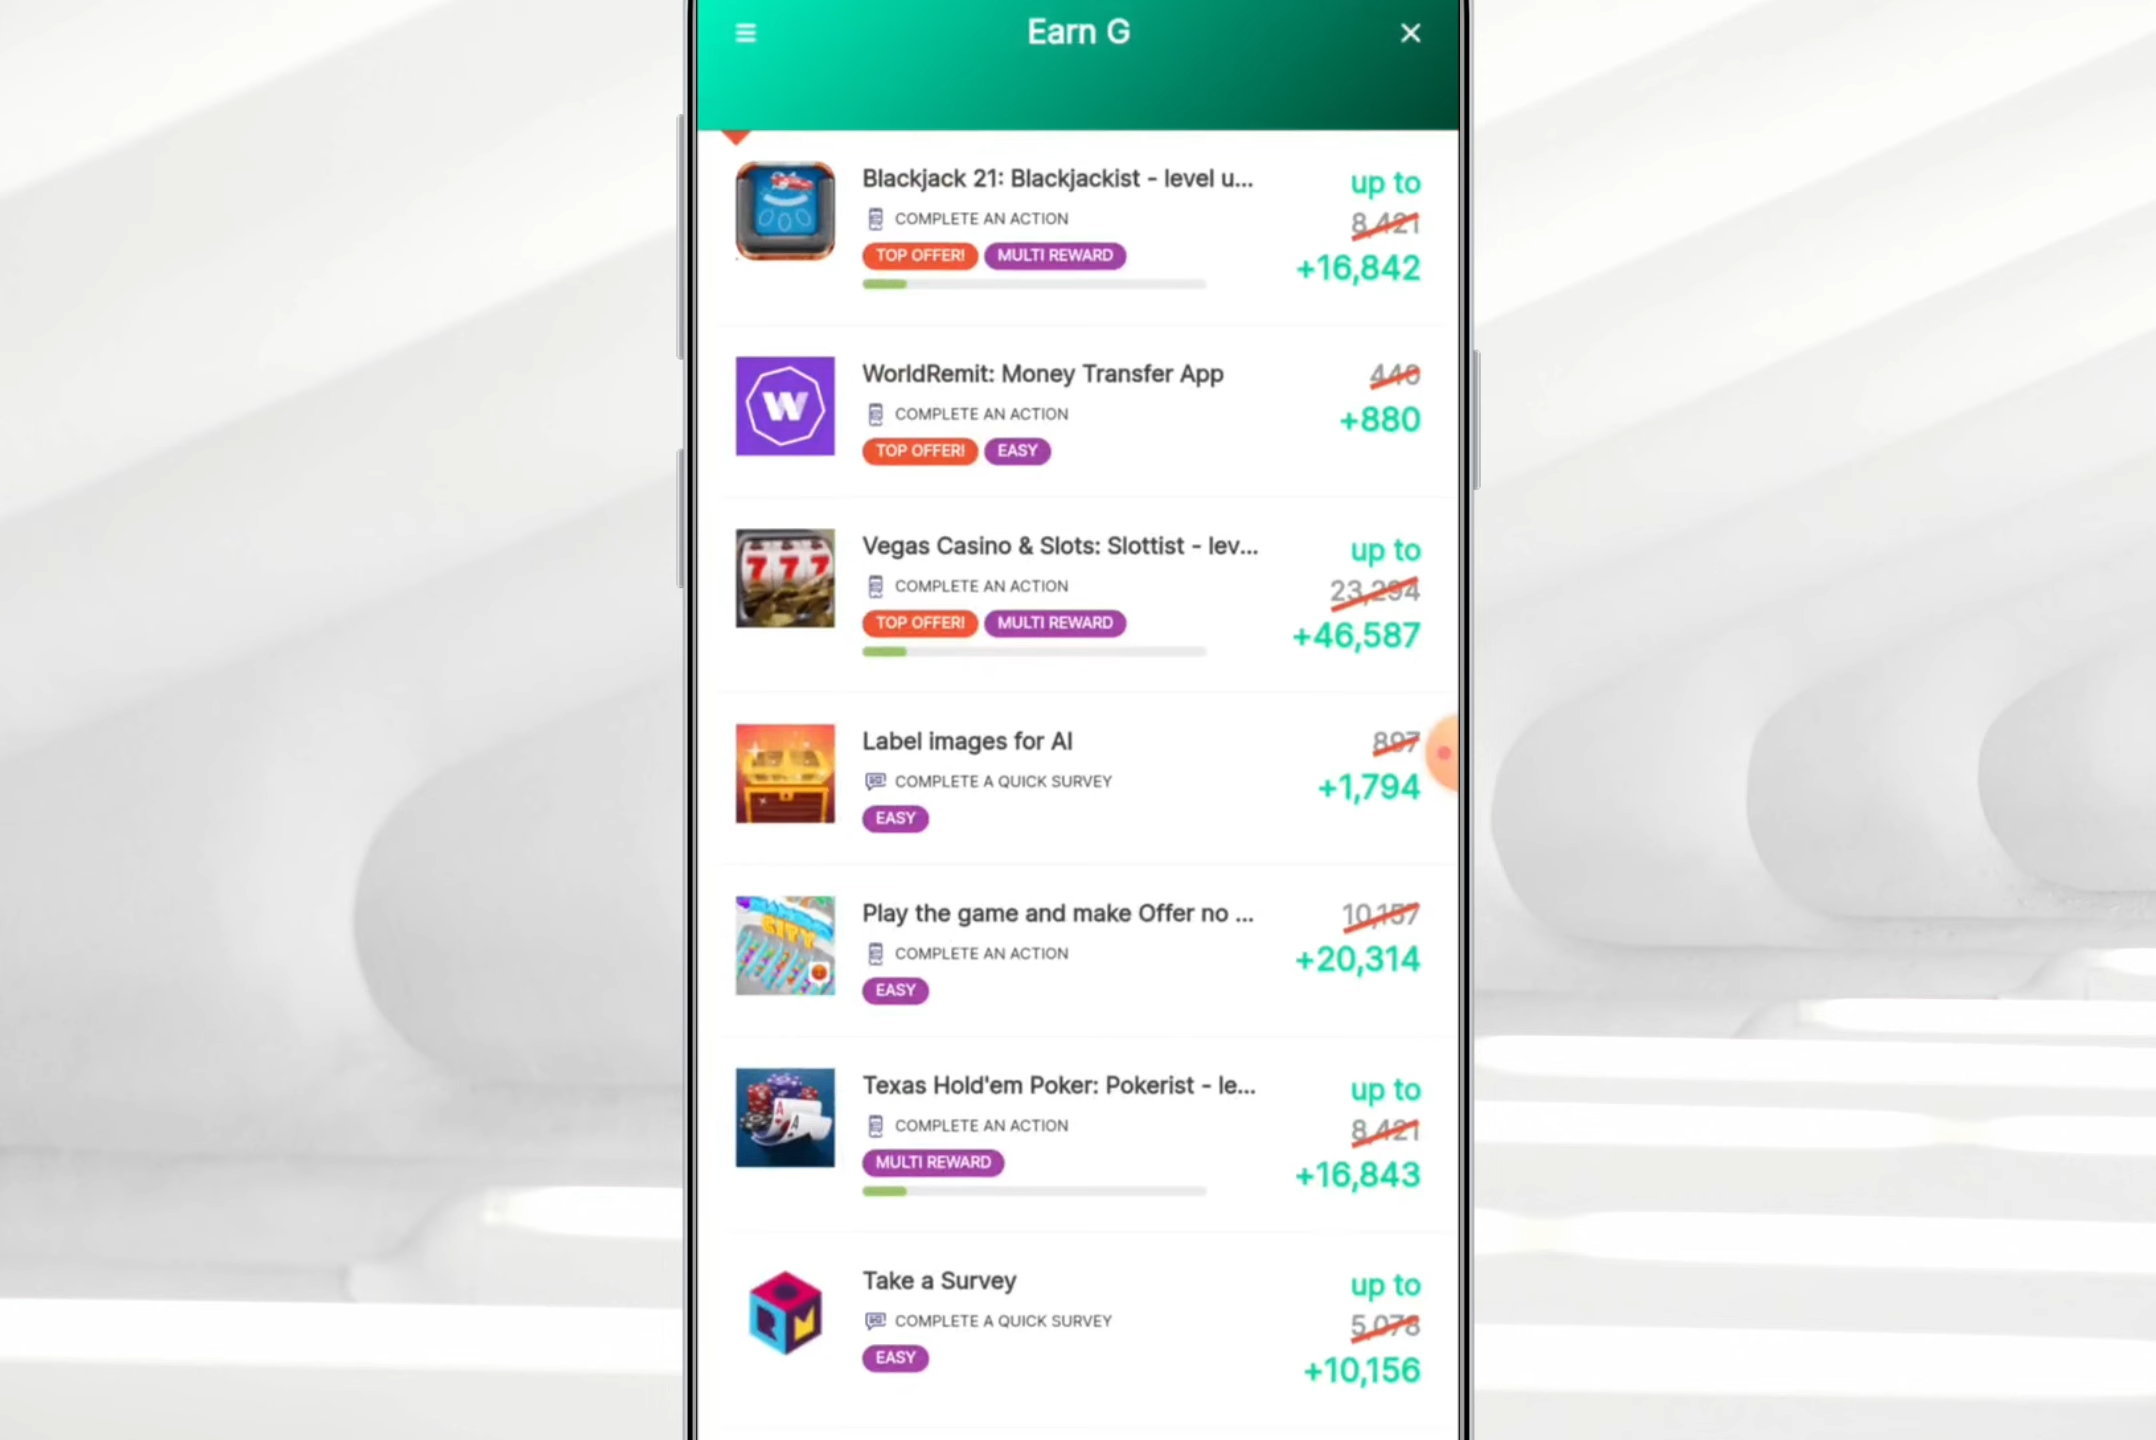 Earn G
Blackjack 21: Blackjackist - level u...
COMPLETE AN ACTION
TOP OFFER! MULTI REWARD
up to
8,421
+16,842
WorldRemit: Money Transfer App
COMPLETE AN ACTION
TOP OFFER! EASY
440
+880
Vegas Casino & Slots: Slottist - lev...
COMPLETE AN ACTION
TOP OFFER! MULTI REWARD
up to
23,294
+46,587
Label images for AI
COMPLETE A QUICK SURVEY
EASY
897
+1,794
Play the game and make Offer no ...
COMPLETE AN ACTION
EASY
10,157
+20,314
Texas Hold'em Poker: Pokerist - le...
COMPLETE AN ACTION
MULTI REWARD
up to
8,421
+16,843
Take a Survey
COMPLETE A QUICK SURVEY
EASY
up to
5,078
+10,156